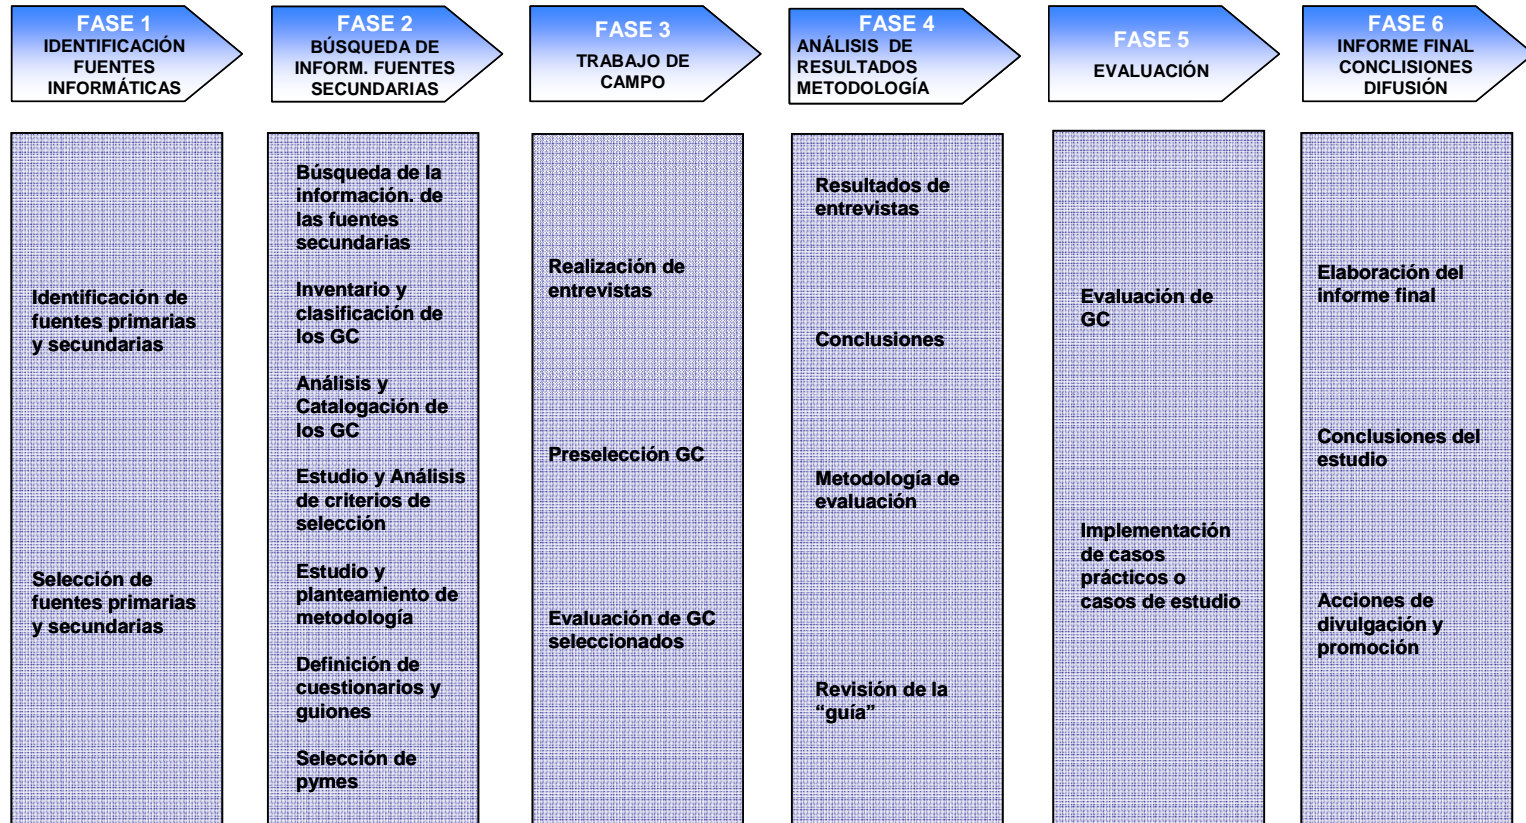 FASE 1
IDENTIFICACIÓN
FUENTES
INFORMÁTICAS
FASE 2
BÚSQUEDA DE
INFORM. FUENTES
SECUNDARIAS
FASE 3
TRABAJO DE
CAMPO
FASE 4
ANÁLISIS DE
RESULTADOS
METODOLOGÍA
FASE 5
EVALUACIÓN
FASE 6
INFORME FINAL
CONCLISIONES
DIFUSIÓN
Identificación de
fuentes primarias
y secundarias
Selección de
fuentes primarias
y secundarias
Búsqueda de la
información. de
las fuentes
secundarias
Inventario y
clasificación de
los GC
Análisis y
Catalogación de
los GC
Estudio y Análisis
de criterios de
selección
Estudio y
planteamiento de
metodología
Definición de
cuestionarios y
guiones
Selección de
pymes
Realización de
entrevistas
Preselección GC
Evaluación de GC
seleccionados
Resultados de
entrevistas
Conclusiones
Metodología de
evaluación
Revisión de la
“guía”
Evaluación de
GC
Implementación
de casos
prácticos o
casos de estudio
Elaboración del
informe final
Conclusiones del
estudio
Acciones de
divulgación y
promoción